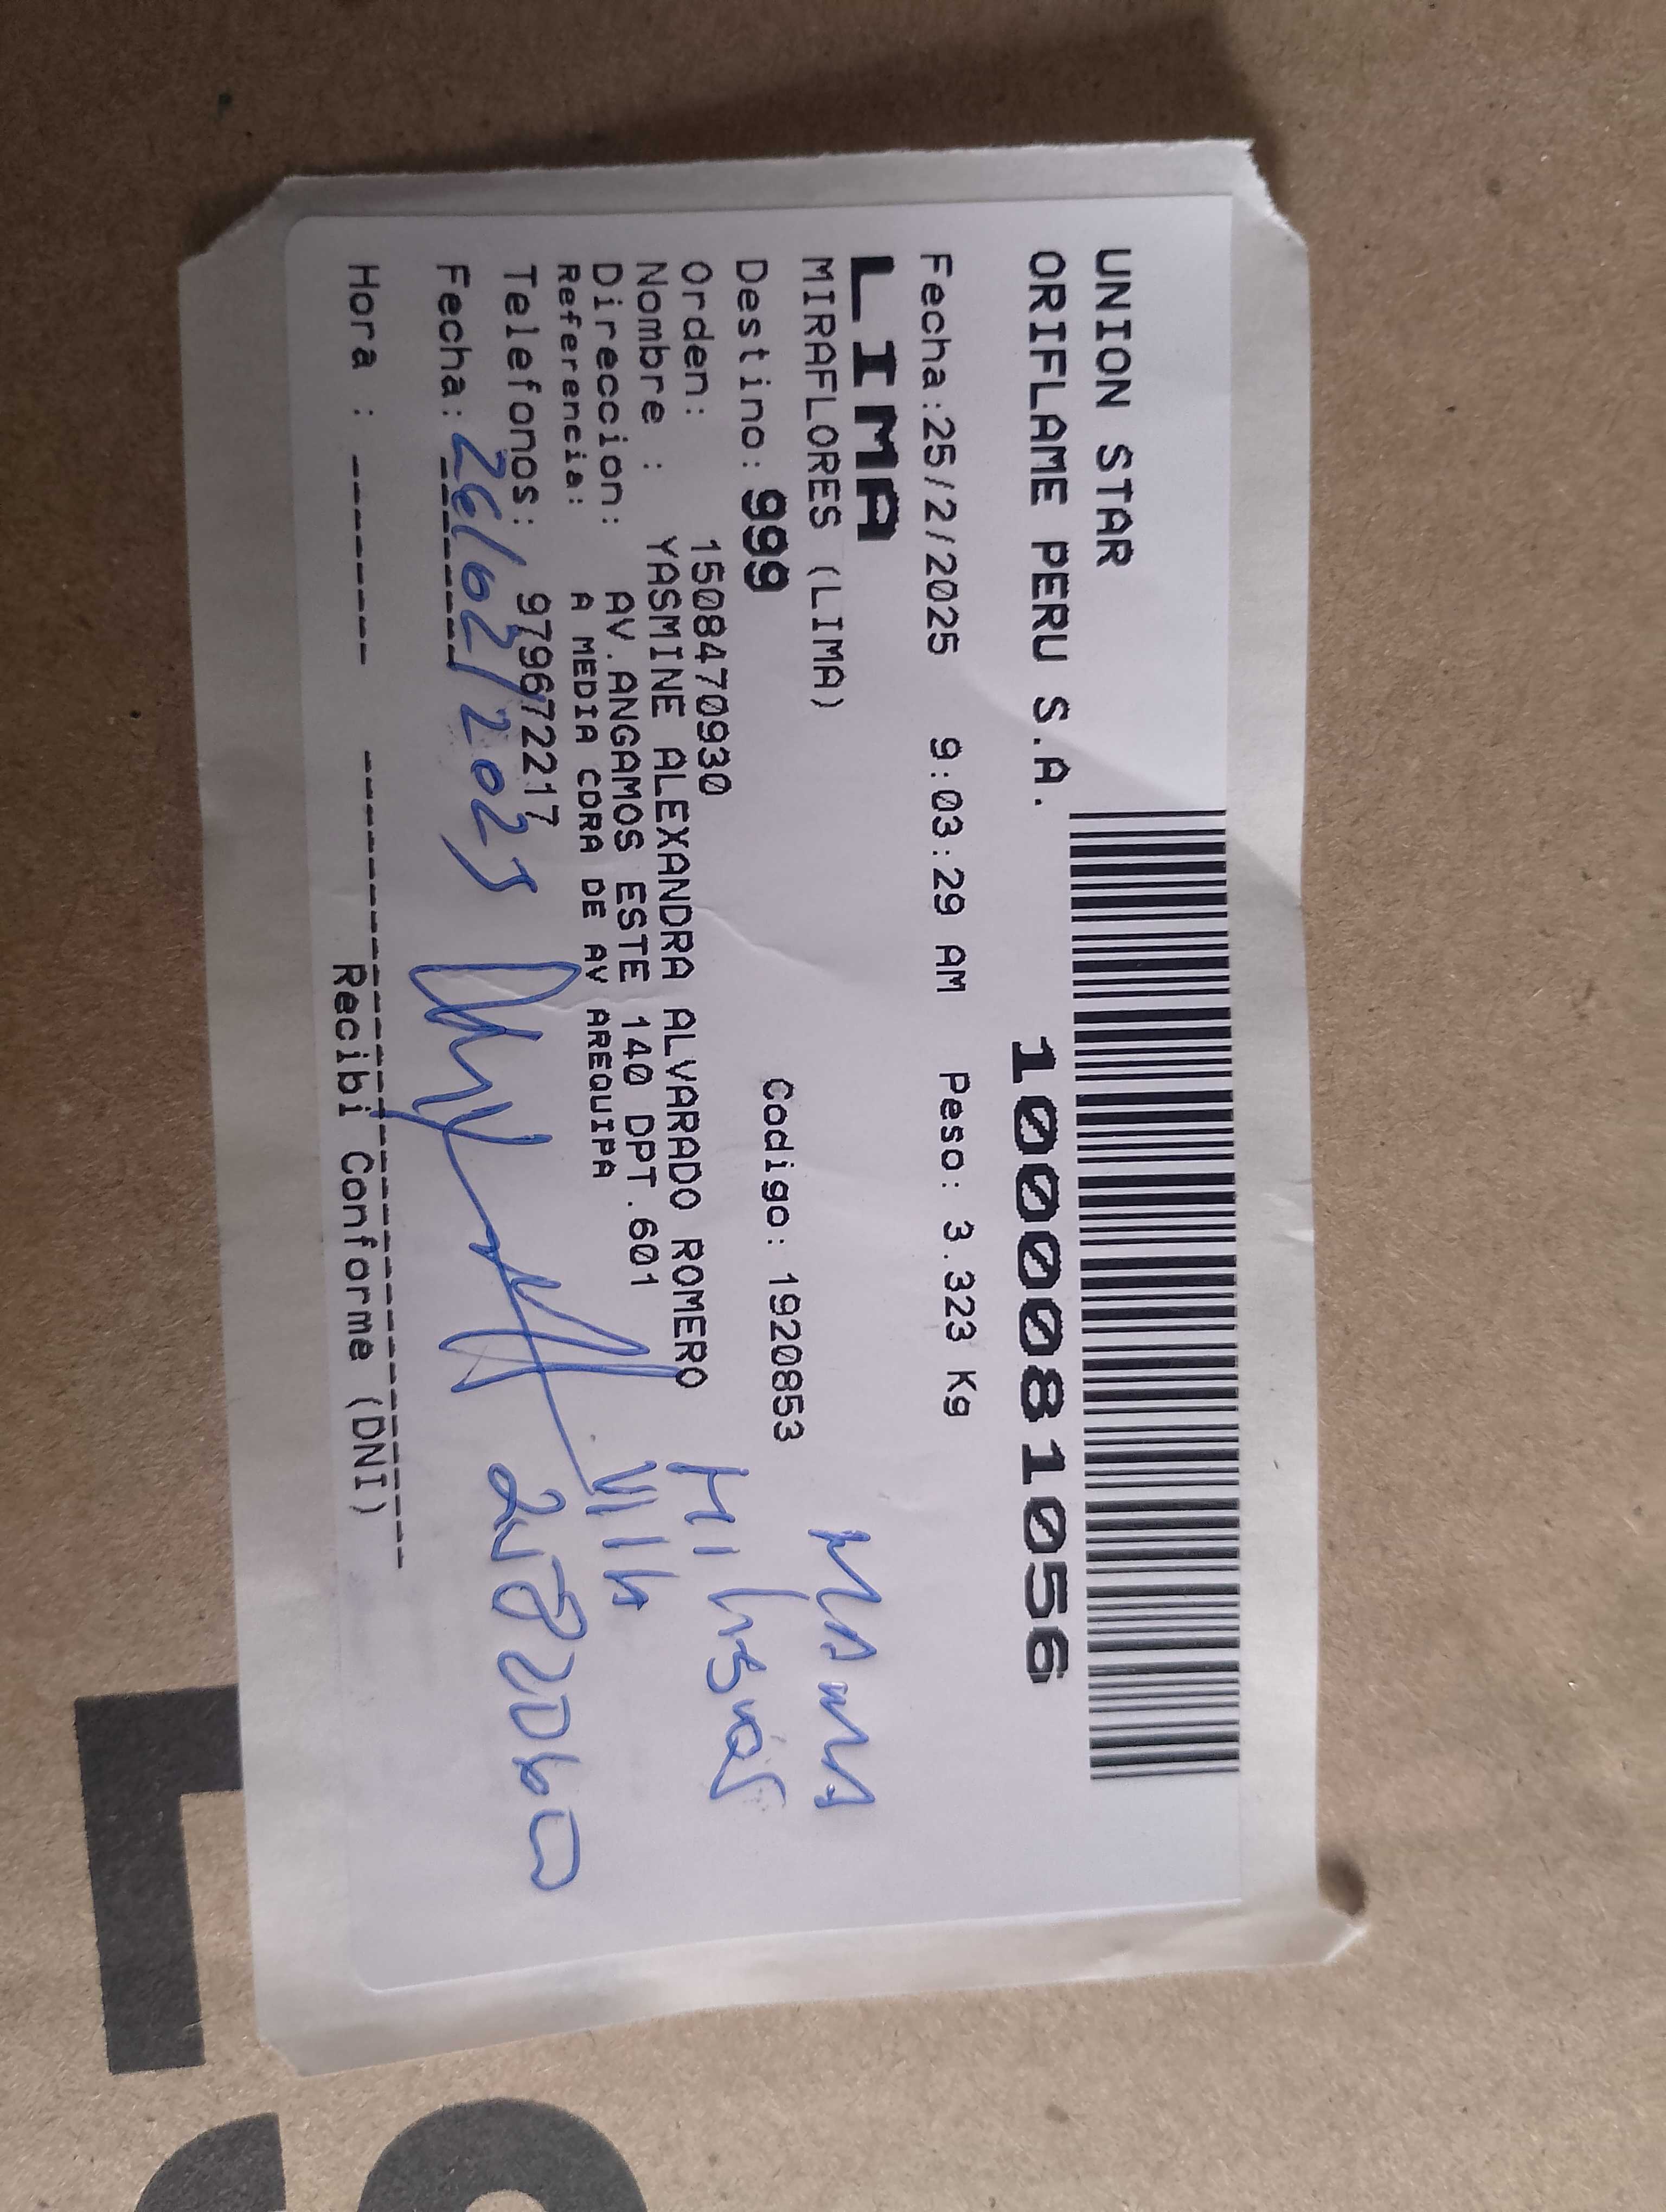 UNION STAR
ORIFLAME PERU S.A.
1000081056
Fecha:25/2/2025 9:03:29 AM Peso: 3.323 Kg
LIMA
MIRAFLORES (LIMA)
Destino: 999 Codigo: 1920853
Orden: 1508470930
Nombre : YASMINE ALEXANDRA ALVARADO ROMERO
Direccion: AV.ANGAMOS ESTE 140 DPT.601
Referencia: A MEDIA CDRA DE AV AREQUIPA
Telefonos: 979672217
Fecha: 26/02/2025
Hora :
Recibi Conforme (DNI)